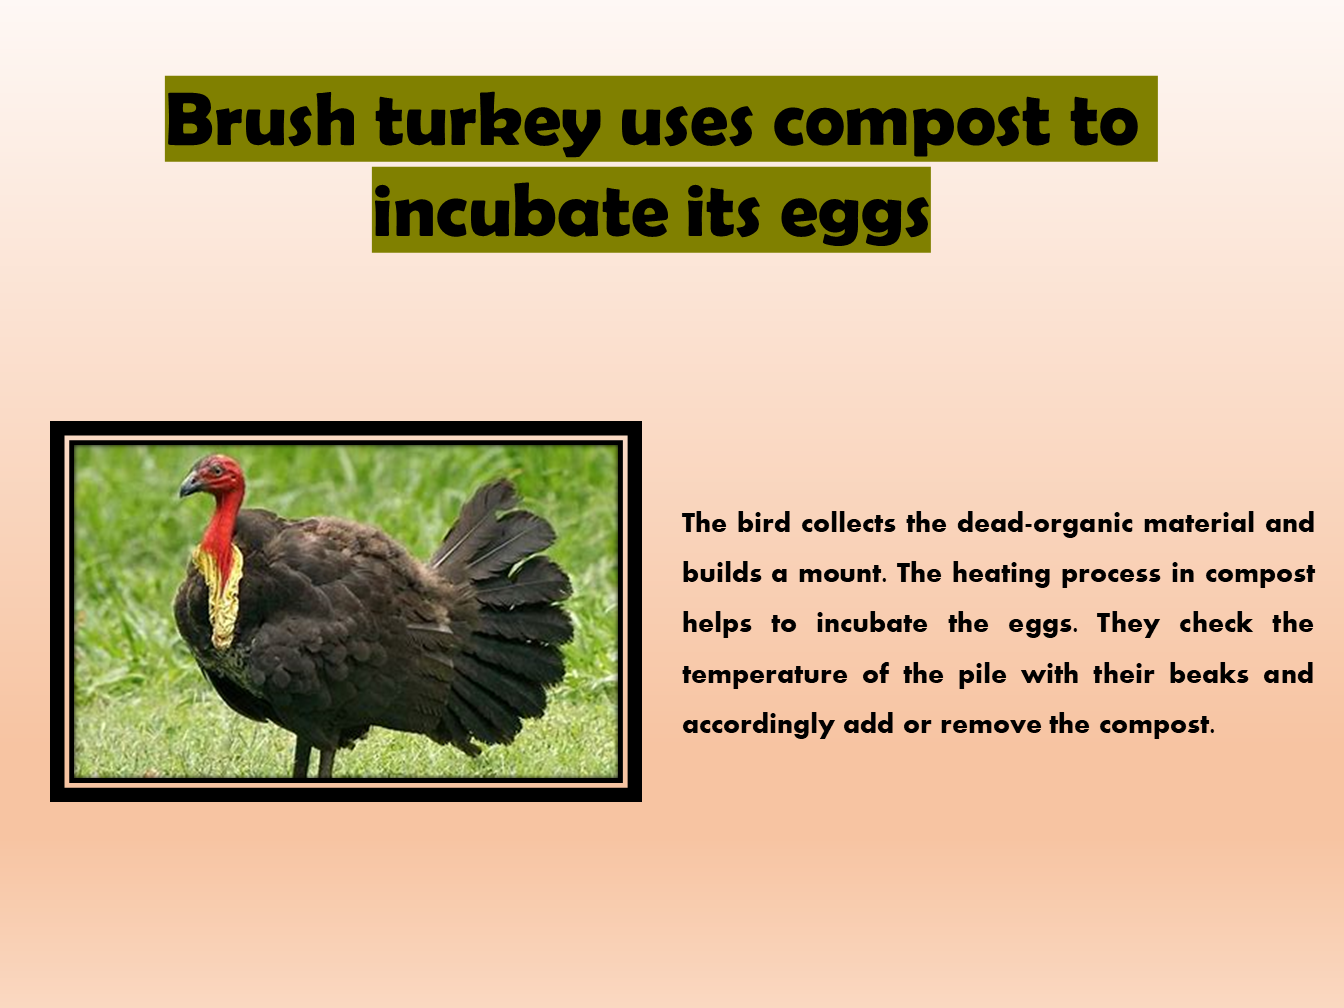 Brush turkey uses compost to
incubate its eggs
The bird collects the dead-organic material and
builds a mount. The heating process in compost
helps to incubate the eggs. They check the
temperature of the pile with their beaks and
accordingly add or remove the compost.